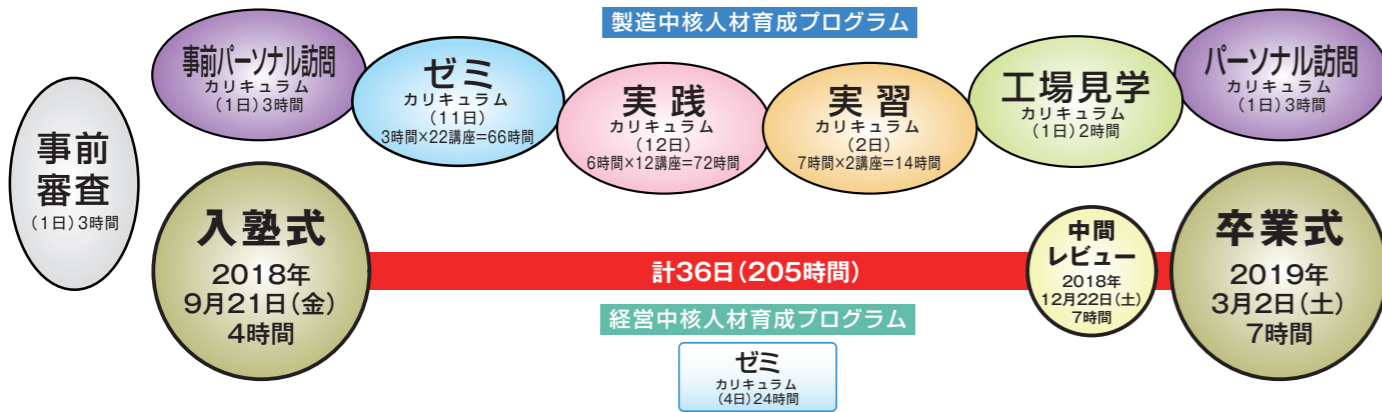 製造中核人材育成プログラム
事前審査
(1日)3時間
事前パーソナル訪問
カリキュラム
(1日)3時間
ゼミ
カリキュラム
(11日)
3時間×22講座=66時間
実践
カリキュラム
(12日)
6時間×12講座=72時間
実習
カリキュラム
(2日)
7時間×2講座=14時間
工場見学
カリキュラム
(1日)2時間
パーソナル訪問
カリキュラム
(1日)3時間
入塾式
2018年
9月21日(金)
4時間
計36日(205時間)
中間
レビュー
2018年
12月22日(土)
7時間
卒業式
2019年
3月2日(土)
7時間
経営中核人材育成プログラム
ゼミ
カリキュラム
(4日)24時間